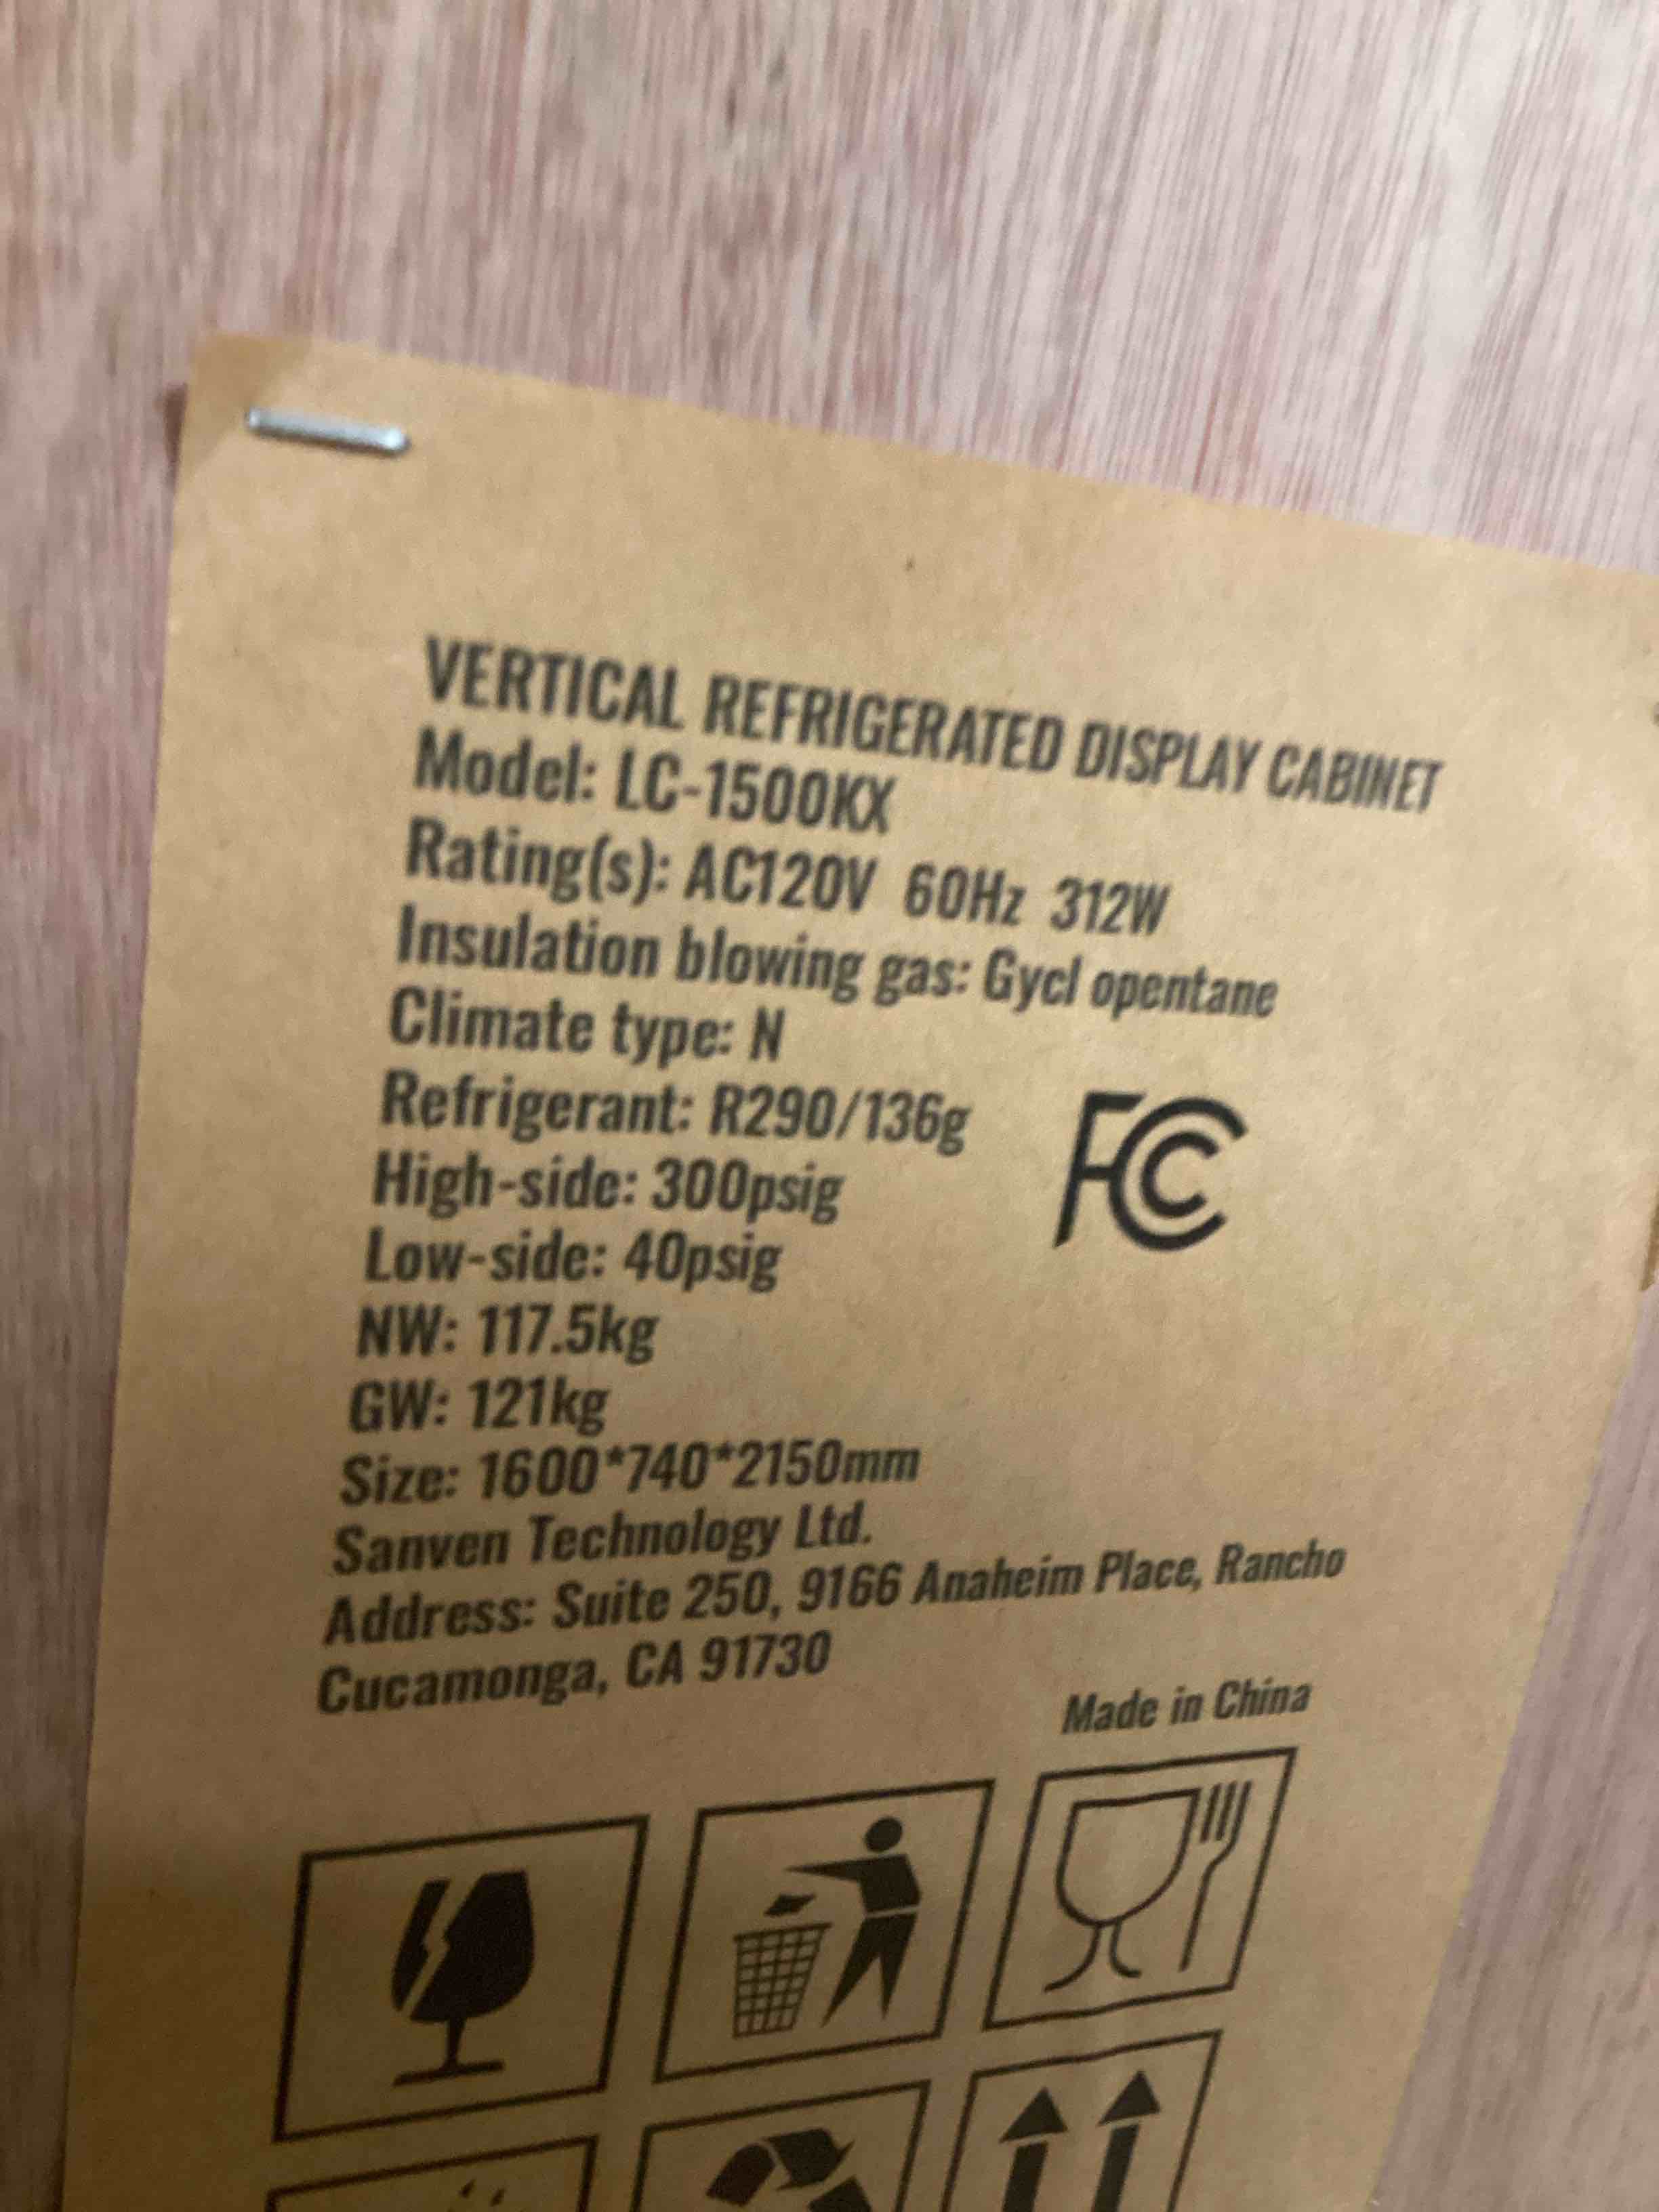 VERTICAL REFRIGERATED DISPLAY CABINET
Model: LC-1500KX
Rating(s): AC120V 60Hz 312W
Insulation blowing gas: Gycl opentane
Climate type: N
Refrigerant: R290/136g
FC
High-side: 300psig
Low-side: 40psig
NW: 117.5kg
GW: 121kg
Size: 1600*740*2150mm
Sanven Technology Ltd.
Address: Suite 250, 9166 Anaheim Place, Rancho
Cucamonga, CA 91730
Made in China